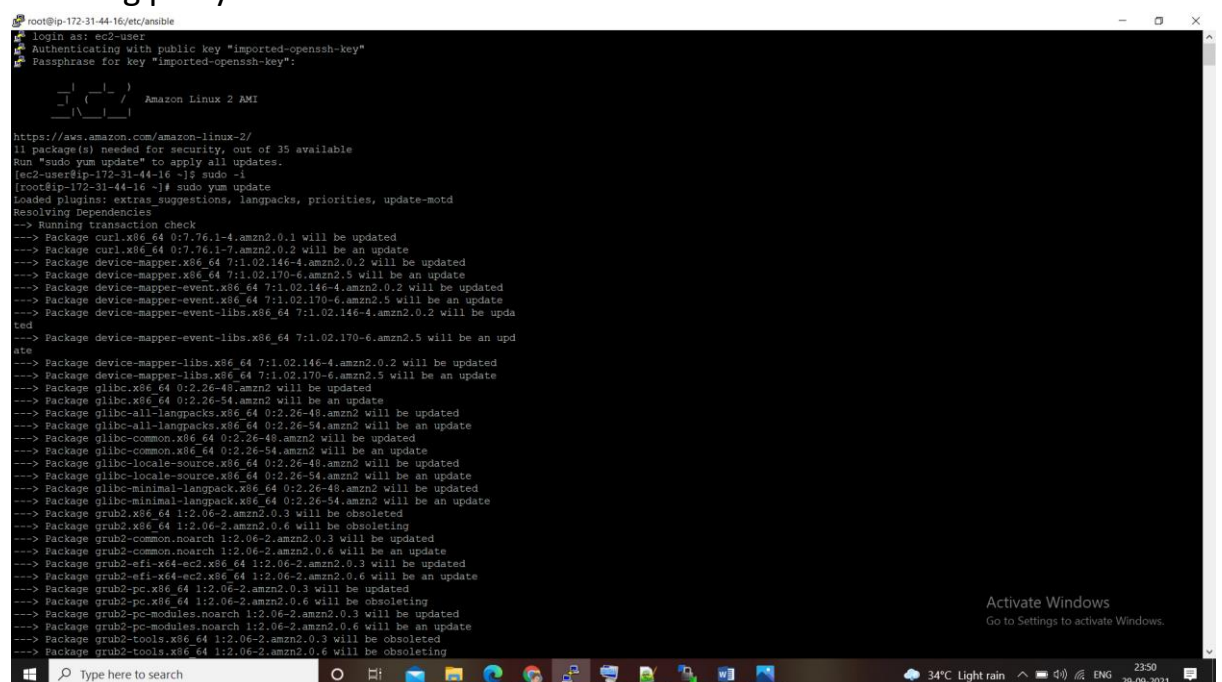 root@ip-172-31-44-16:/etc/ansible
login as: ec2-user
Authenticating with public key "imported-openssh-key"
Passphrase for key "imported-openssh-key":
__|  __|_  )
_|  (     /   Amazon Linux 2 AMI
___|\___|___|
https://aws.amazon.com/amazon-linux-2/
11 package(s) needed for security, out of 35 available
Run "sudo yum update" to apply all updates.
[ec2-user@ip-172-31-44-16 ~]$ sudo -i
[root@ip-172-31-44-16 ~]# sudo yum update
Loaded plugins: extras_suggestions, langpacks, priorities, update-motd
Resolving Dependencies
--> Running transaction check
---> Package curl.x86_64 0:7.76.1-4.amzn2.0.1 will be updated
---> Package curl.x86_64 0:7.76.1-7.amzn2.0.2 will be an update
---> Package device-mapper.x86_64 7:1.02.146-4.amzn2.0.2 will be updated
---> Package device-mapper.x86_64 7:1.02.170-6.amzn2.5 will be an update
---> Package device-mapper-event.x86_64 7:1.02.146-4.amzn2.0.2 will be updated
---> Package device-mapper-event.x86_64 7:1.02.170-6.amzn2.5 will be an update
---> Package device-mapper-event-libs.x86_64 7:1.02.146-4.amzn2.0.2 will be upda
ted
---> Package device-mapper-event-libs.x86_64 7:1.02.170-6.amzn2.5 will be an upd
ate
---> Package device-mapper-libs.x86_64 7:1.02.146-4.amzn2.0.2 will be updated
---> Package device-mapper-libs.x86_64 7:1.02.170-6.amzn2.5 will be an update
---> Package glibc.x86_64 0:2.26-48.amzn2 will be updated
---> Package glibc.x86_64 0:2.26-54.amzn2 will be an update
---> Package glibc-all-langpacks.x86_64 0:2.26-48.amzn2 will be updated
---> Package glibc-all-langpacks.x86_64 0:2.26-54.amzn2 will be an update
---> Package glibc-common.x86_64 0:2.26-48.amzn2 will be updated
---> Package glibc-common.x86_64 0:2.26-54.amzn2 will be an update
---> Package glibc-locale-source.x86_64 0:2.26-48.amzn2 will be updated
---> Package glibc-locale-source.x86_64 0:2.26-54.amzn2 will be an update
---> Package glibc-minimal-langpack.x86_64 0:2.26-48.amzn2 will be updated
---> Package glibc-minimal-langpack.x86_64 0:2.26-54.amzn2 will be an update
---> Package grub2.x86_64 1:2.06-2.amzn2.0.3 will be obsoleted
---> Package grub2.x86_64 1:2.06-2.amzn2.0.6 will be obsoleting
---> Package grub2-common.noarch 1:2.06-2.amzn2.0.3 will be updated
---> Package grub2-common.noarch 1:2.06-2.amzn2.0.6 will be an update
---> Package grub2-efi-x64-ec2.x86_64 1:2.06-2.amzn2.0.3 will be updated
---> Package grub2-efi-x64-ec2.x86_64 1:2.06-2.amzn2.0.6 will be an update
---> Package grub2-pc.x86_64 1:2.06-2.amzn2.0.3 will be updated
---> Package grub2-pc.x86_64 1:2.06-2.amzn2.0.6 will be obsoleting
---> Package grub2-pc-modules.noarch 1:2.06-2.amzn2.0.3 will be updated
---> Package grub2-pc-modules.noarch 1:2.06-2.amzn2.0.6 will be an update
---> Package grub2-tools.x86_64 1:2.06-2.amzn2.0.3 will be obsoleted
---> Package grub2-tools.x86_64 1:2.06-2.amzn2.0.6 will be obsoleting
Activate Windows
Go to Settings to activate Windows.
Type here to search
34°C Light rain
ENG
23:50
29-09-2021